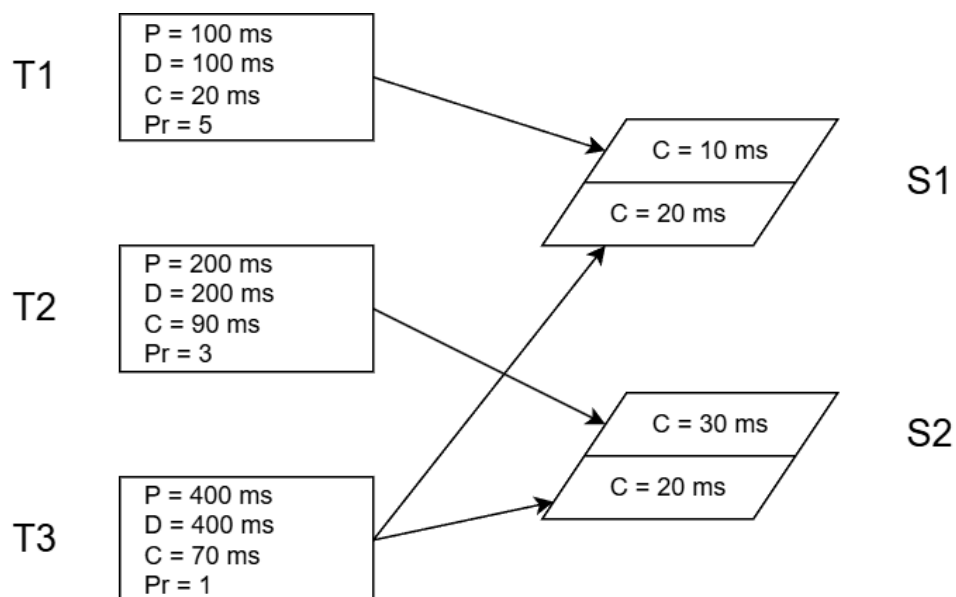 T1
P = 100 ms
D = 100 ms
C = 20 ms
Pr = 5
C = 10 ms
C = 20 ms
S1
T2
P = 200 ms
D = 200 ms
C = 90 ms
Pr = 3
C = 30 ms
C = 20 ms
S2
T3
P = 400 ms
D = 400 ms
C = 70 ms
Pr = 1